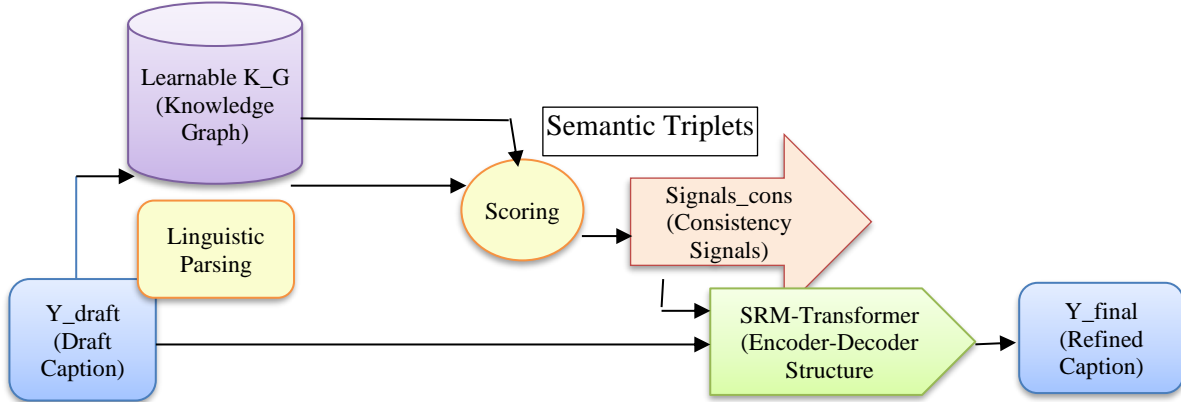 Learnable K_G
(Knowledge
Graph)
Semantic Triplets
Scoring
Signals_cons
(Consistency
Signals)
Linguistic
Parsing
Y_draft
(Draft
Caption)
SRM-Transformer
(Encoder-Decoder
Structure
Y_final
(Refined
Caption)